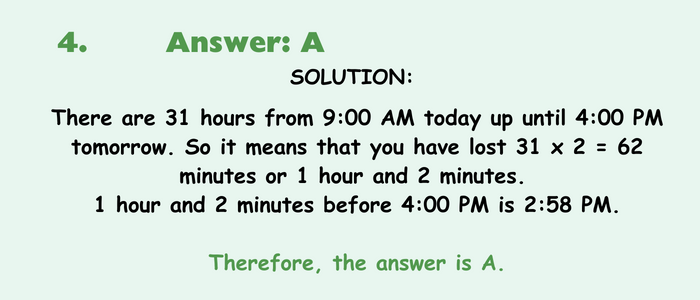 4. Answer: A
SOLUTION:
There are 31 hours from 9:00 AM today up until 4:00 PM
tomorrow. So it means that you have lost 31 x 2 = 62
minutes or 1 hour and 2 minutes.
1 hour and 2 minutes before 4:00 PM is 2:58 PM.
Therefore, the answer is A.